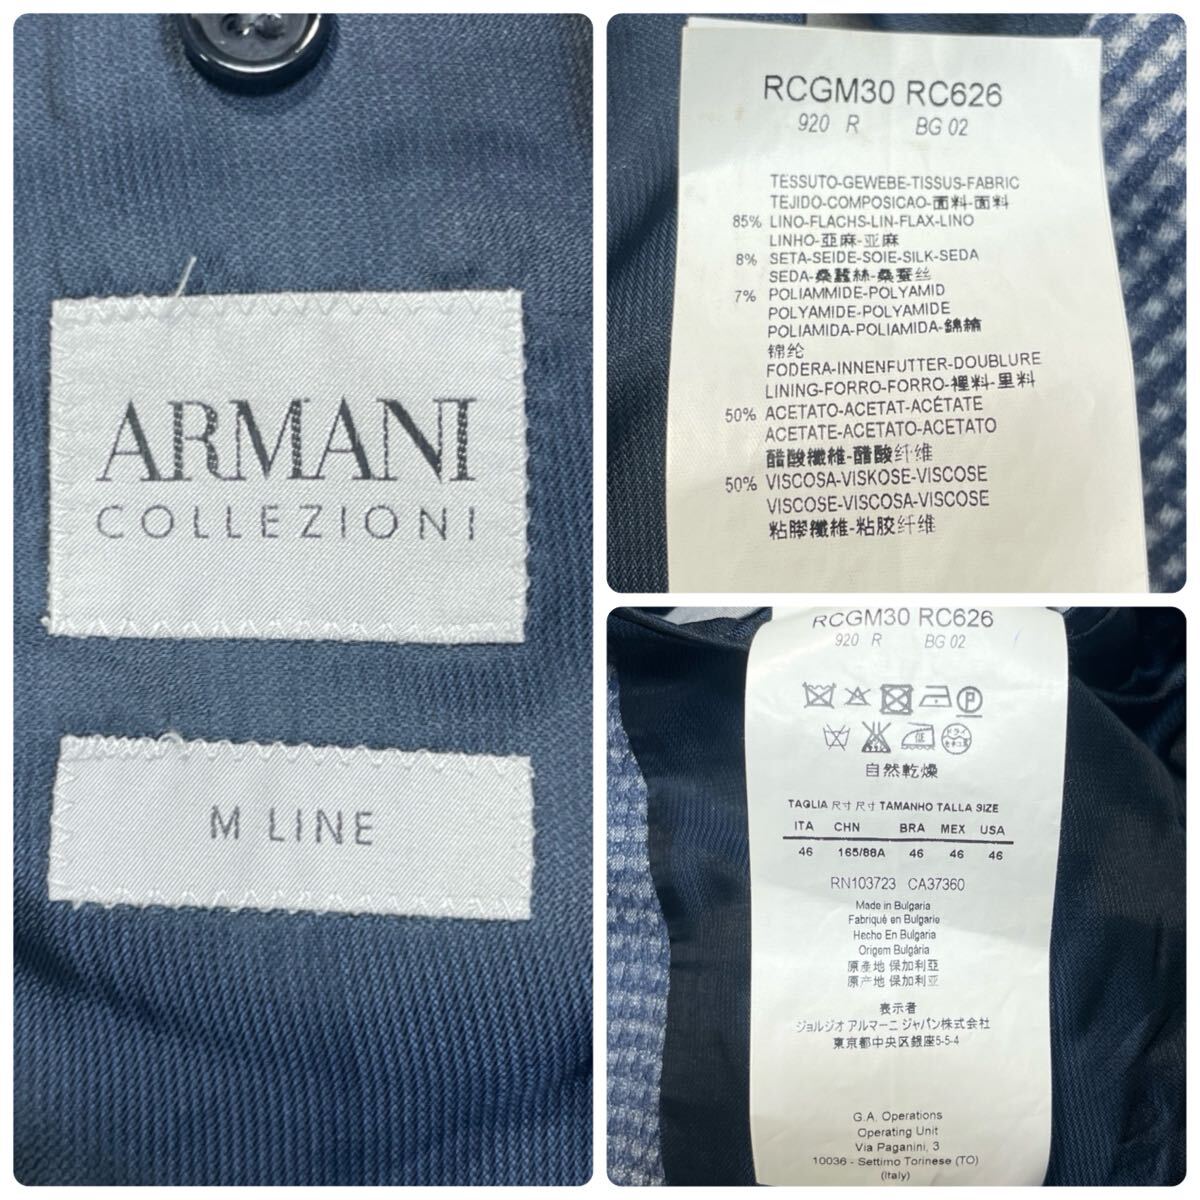 ARMANI
COLLEZIONI
M LINE
RCGM30 RC626
920 R BG 02
TESSUTO-GEWEBE-TISSUS-FABRIC
TEJIDO-COMPOSICAO-面料-面料
85% LINO-FLACHS-LIN-FLAX-LINO
LINHO-亞麻-亚麻
8% SETA-SEIDE-SOIE-SILK-SEDA
SEDA-桑蠶絲-桑蚕丝
7% POLIAMMIDE-POLYAMID
POLYAMIDE-POLYAMIDE
POLIAMIDA-POLIAMIDA-錦綸
锦纶
FODERA-INNENFUTTER-DOUBLURE
LINING-FORRO-FORRO-裡料-里料
50% ACETATO-ACETAT-ACÉTATE
ACETATE-ACETATO-ACETATO
醋酸纖維-醋酸纤维
50% VISCOSA-VISKOSE-VISCOSE
VISCOSE-VISCOSA-VISCOSE
粘膠纖維-粘胶纤维
RCGM30 RC626
920 R BG 02
P
低 ドライ
自然乾燥
TAGLIA 尺寸 尺寸 TAMANHO TALLA SIZE
ITA CHN BRA MEX USA
46 165/88A 46 46 46
RN103723 CA37360
Made in Bulgaria
Fabriqué en Bulgarie
Hecho En Bulgaria
Origem Bulgária
原產地 保加利亞
原产地 保加利亚
表示者
ジョルジオ アルマーニ ジャパン株式会社
東京都中央区銀座5-5-4
G.A. Operations
Operating Unit
Via Paganini, 3
10036 - Settimo Torinese (TO)
(Italy)